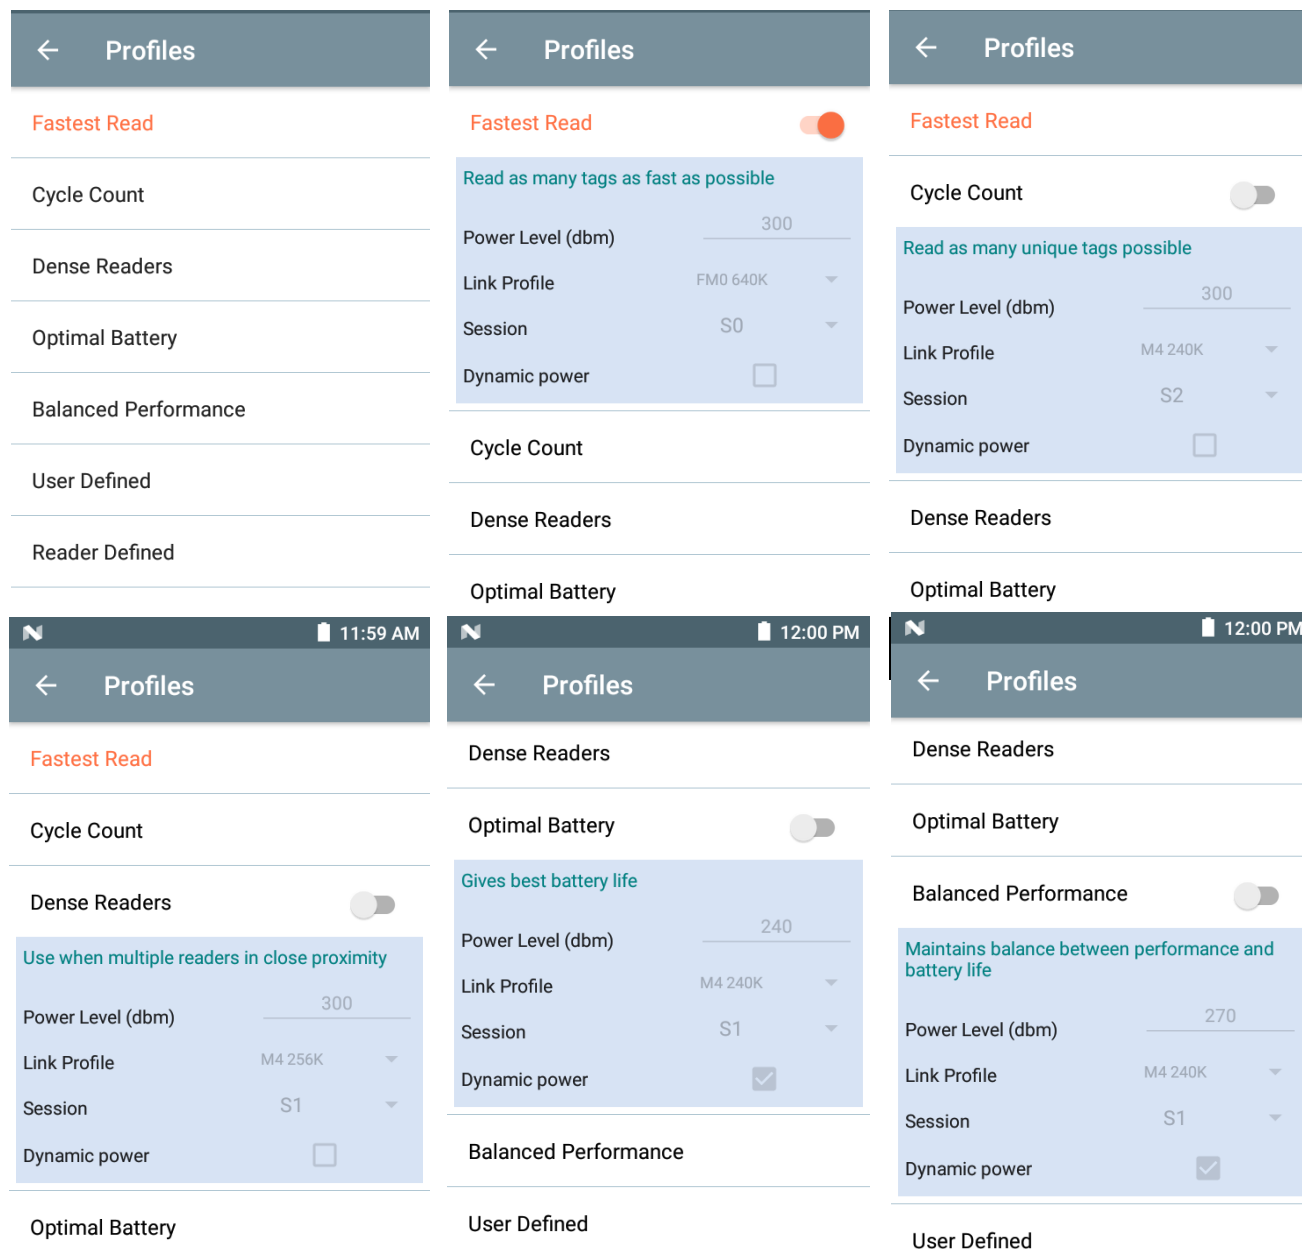 Profiles
Fastest Read
Cycle Count
Dense Readers
Optimal Battery
Balanced Performance
User Defined
Reader Defined
Profiles
Fastest Read
Read as many tags as fast as possible
Power Level (dbm) 300
Link Profile FM0 640K
Session S0
Dynamic power
Cycle Count
Dense Readers
Optimal Battery
Profiles
Fastest Read
Cycle Count
Read as many unique tags possible
Power Level (dbm) 300
Link Profile M4 240K
Session S2
Dynamic power
Dense Readers
Optimal Battery
11:59 AM
Profiles
Fastest Read
Cycle Count
Dense Readers
Use when multiple readers in close proximity
Power Level (dbm) 300
Link Profile M4 256K
Session S1
Dynamic power
Optimal Battery
12:00 PM
Profiles
Dense Readers
Optimal Battery
Gives best battery life
Power Level (dbm) 240
Link Profile M4 240K
Session S1
Dynamic power
Balanced Performance
User Defined
12:00 PM
Profiles
Dense Readers
Optimal Battery
Balanced Performance
Maintains balance between performance and
battery life
Power Level (dbm) 270
Link Profile M4 240K
Session S1
Dynamic power
User Defined